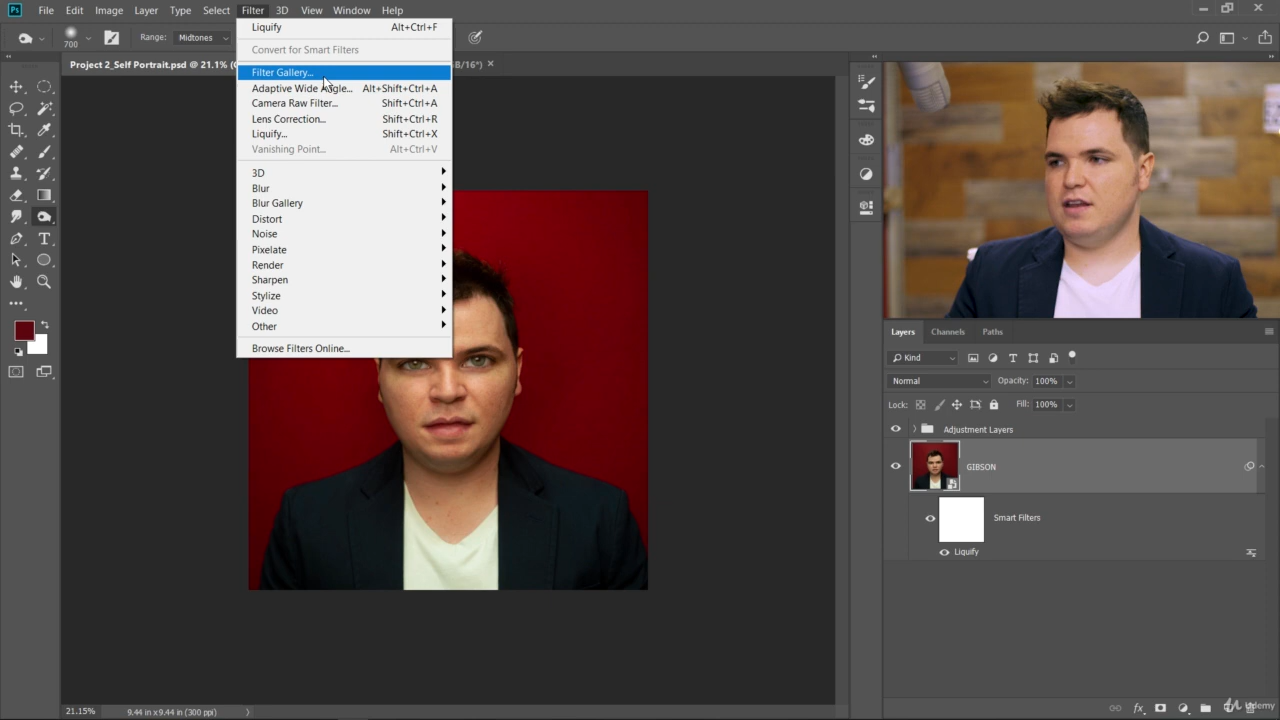 Ps File Edit Image Layer Type Select Filter 3D View Window Help
700 Range: Midtones
Project 2_Self Portrait.psd @ 21.1% (G
B/16*) ×
Liquify Alt+Ctrl+F
Convert for Smart Filters
Filter Gallery...
Adaptive Wide Angle... Alt+Shift+Ctrl+A
Camera Raw Filter... Shift+Ctrl+A
Lens Correction... Shift+Ctrl+R
Liquify... Shift+Ctrl+X
Vanishing Point... Alt+Ctrl+V
3D
Blur
Blur Gallery
Distort
Noise
Pixelate
Render
Sharpen
Stylize
Video
Other
Browse Filters Online...
Layers Channels Paths
Kind
Normal Opacity: 100%
Lock: Fill: 100%
Adjustment Layers
GIBSON
Smart Filters
Liquify
21.15% 9.44 in x 9.44 in (300 ppi)
Udemy